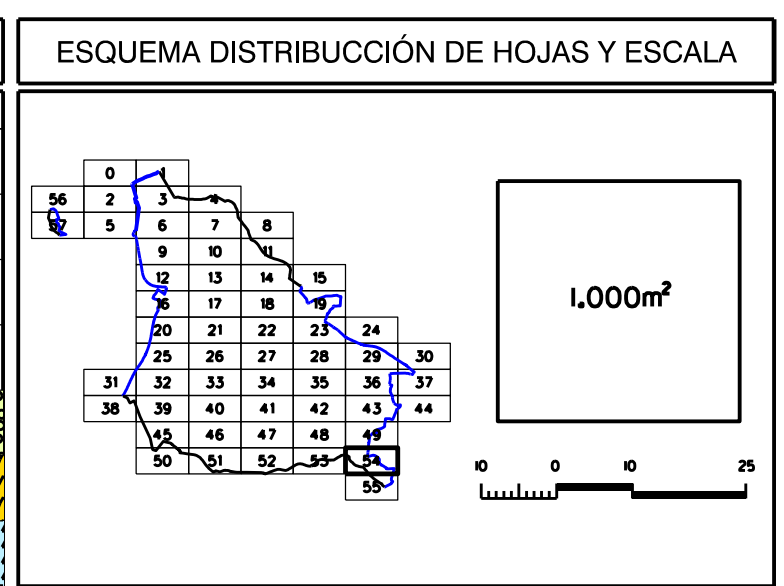 ESQUEMA DISTRIBUCCIÓN DE HOJAS Y ESCALA
0 1
56 2 3 4
57 5 6 7 8
9 10 11
12 13 14 15
16 17 18 19
20 21 22 23 24
25 26 27 28 29 30
31 32 33 34 35 36 37
38 39 40 41 42 43 44
45 46 47 48 49
50 51 52 53 54
55
1.000m²
10 0 10 25